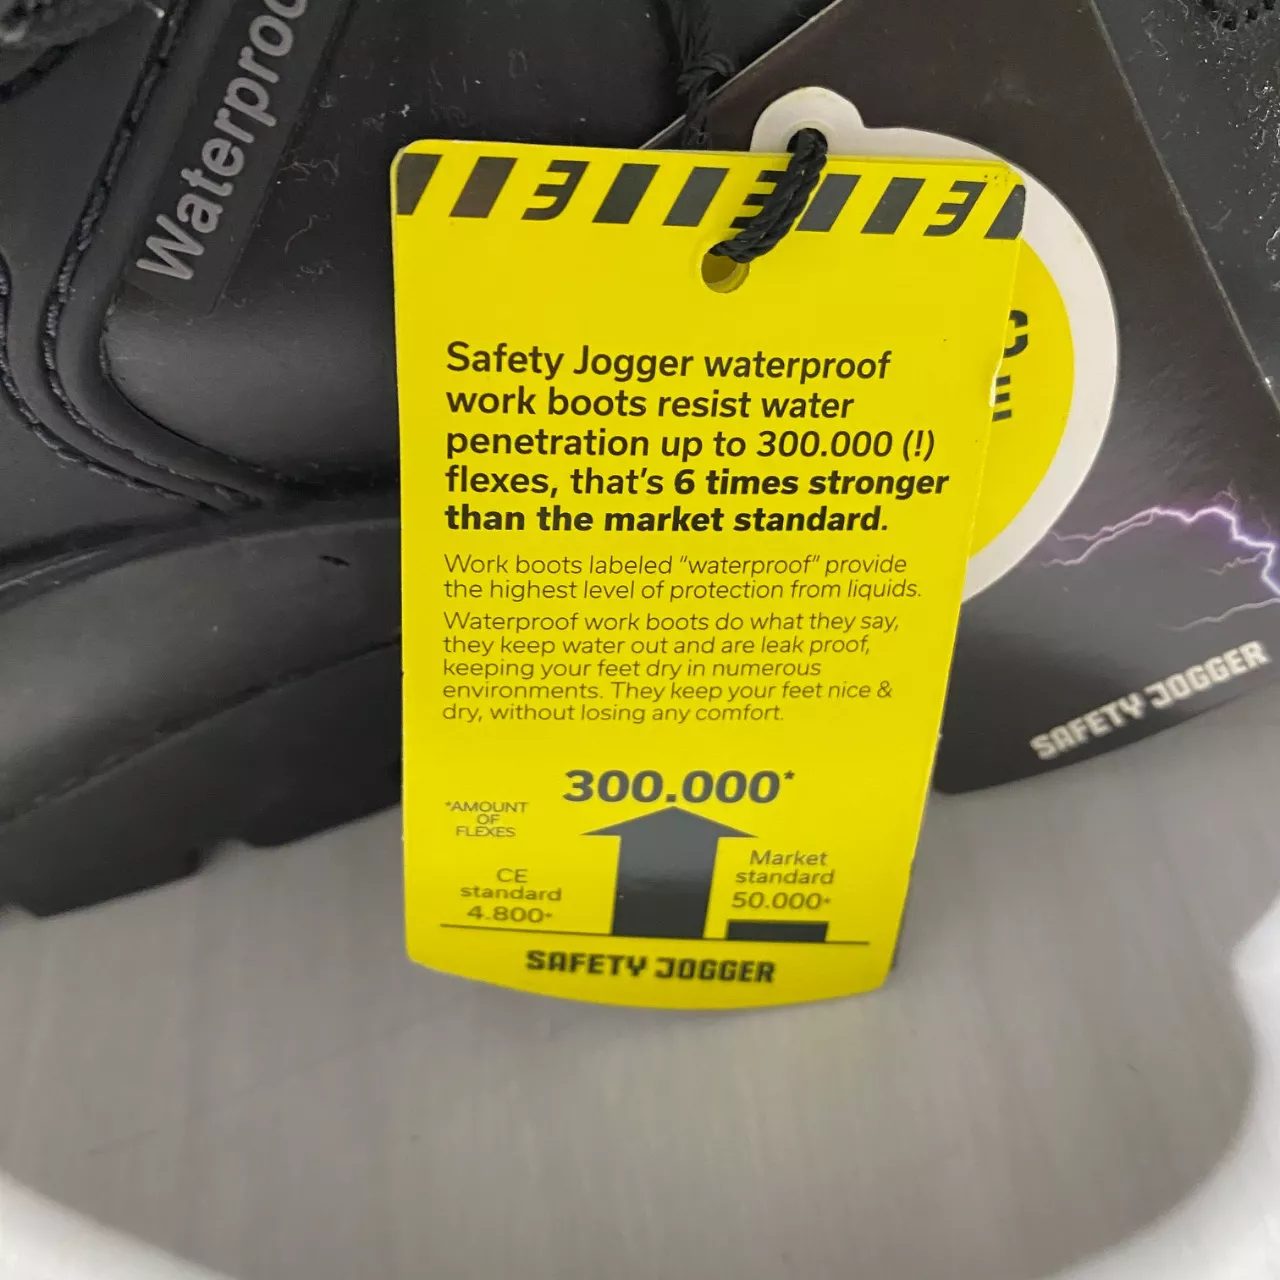 Waterproo
Safety Jogger waterproof
work boots resist water
penetration up to 300.000 (!)
flexes, that's 6 times stronger
than the market standard.
Work boots labeled "waterproof" provide
the highest level of protection from liquids.
Waterproof work boots do what they say,
they keep water out and are leak proof,
keeping your feet dry in numerous
environments. They keep your feet nice &
dry, without losing any comfort.
300.000*
*AMOUNT
OF
FLEXES
CE
standard
4.800*
Market
standard
50.000*
SAFETY JOGGER
C
E
SAFETY JOGGER